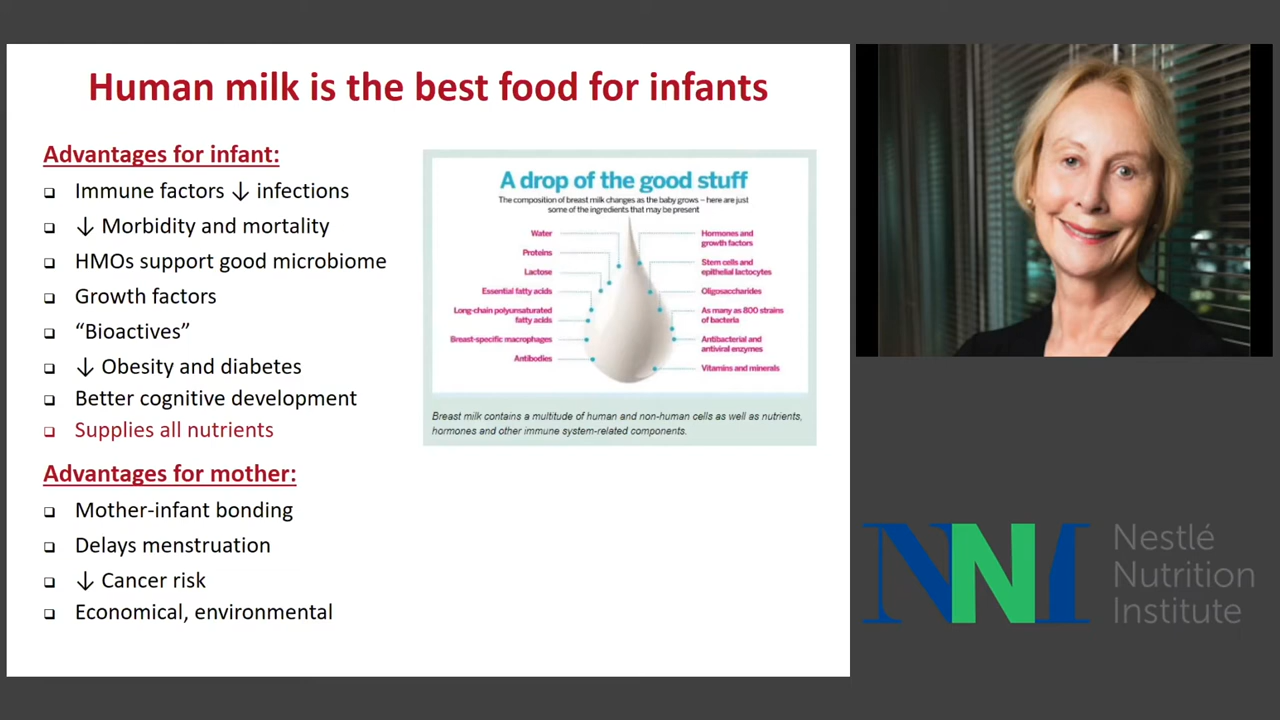 Human milk is the best food for infants
Advantages for infant:
❑ Immune factors ↓ infections
❑ ↓ Morbidity and mortality
❑ HMOs support good microbiome
❑ Growth factors
❑ “Bioactives”
❑ ↓ Obesity and diabetes
❑ Better cognitive development
❑ Supplies all nutrients
Advantages for mother:
❑ Mother-infant bonding
❑ Delays menstruation
❑ ↓ Cancer risk
❑ Economical, environmental
A drop of the good stuff
The composition of breast milk changes as the baby grows – here are just
some of the ingredients that may be present
Water
Proteins
Lactose
Essential fatty acids
Long-chain polyunsaturated
fatty acids
Breast-specific macrophages
Antibodies
Hormones and
growth factors
Stem cells and
epithelial lactocytes
Oligosaccharides
As many as 800 strains
of bacteria
Antibacterial and
antiviral enzymes
Vitamins and minerals
Breast milk contains a multitude of human and non-human cells as well as nutrients,
hormones and other immune system-related components.
NNI
Nestlé
Nutrition
Institute